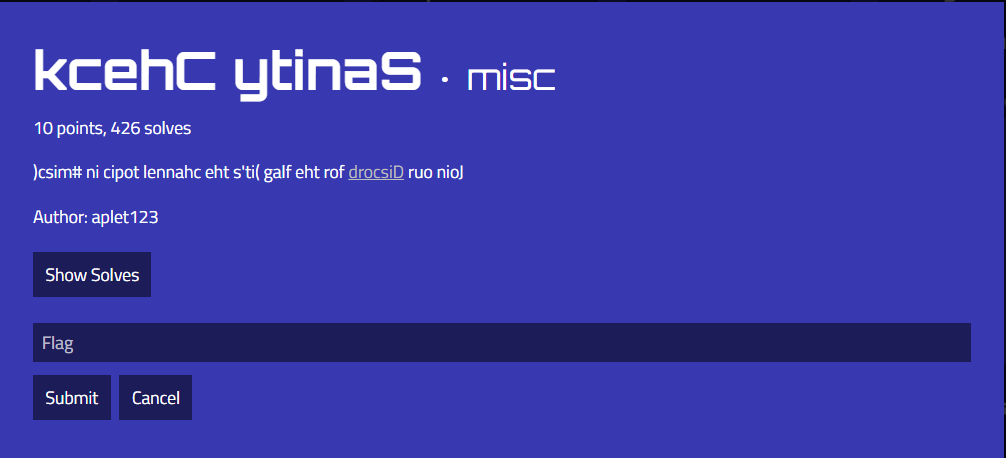 kcehC ytinaS · misc
10 points, 426 solves
)csim# ni cipot lennahc eht s'ti( galf eht rof drocsiD ruo nioJ
Author: aplet123
Show Solves
Flag
Submit Cancel